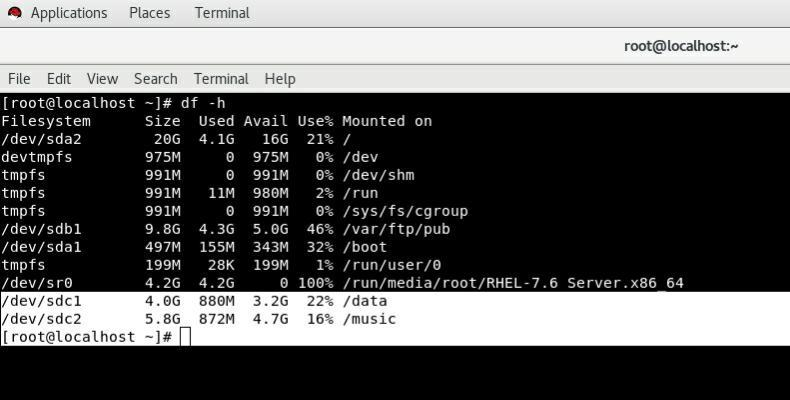 Applications Places Terminal
root@localhost:~
File Edit View Search Terminal Help
[root@localhost ~]# df -h
Filesystem      Size  Used Avail Use% Mounted on
/dev/sda2        20G  4.1G   16G  21% /
devtmpfs        975M     0  975M   0% /dev
tmpfs           991M     0  991M   0% /dev/shm
tmpfs           991M   11M  980M   2% /run
tmpfs           991M     0  991M   0% /sys/fs/cgroup
/dev/sdb1       9.8G  4.3G  5.0G  46% /var/ftp/pub
/dev/sda1       497M  155M  343M  32% /boot
tmpfs           199M   28K  199M   1% /run/user/0
/dev/sr0        4.2G  4.2G     0 100% /run/media/root/RHEL-7.6 Server.x86_64
/dev/sdc1       4.0G  880M  3.2G  22% /data
/dev/sdc2       5.8G  872M  4.7G  16% /music
[root@localhost ~]#